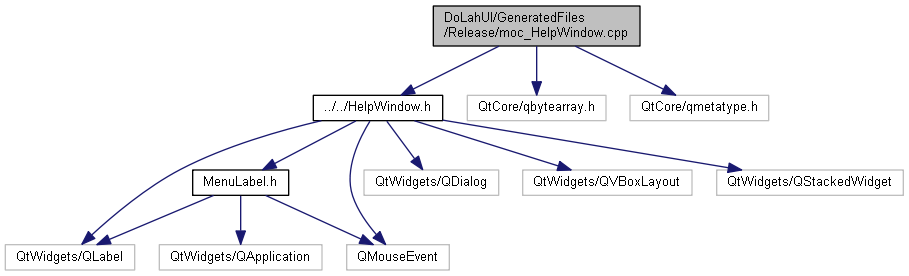 DoLahUI/GeneratedFiles
/Release/moc_HelpWindow.cpp
../../HelpWindow.h
QtCore/qbytearray.h
QtCore/qmetatype.h
MenuLabel.h
QtWidgets/QDialog
QtWidgets/QVBoxLayout
QtWidgets/QStackedWidget
QtWidgets/QLabel
QtWidgets/QApplication
QMouseEvent